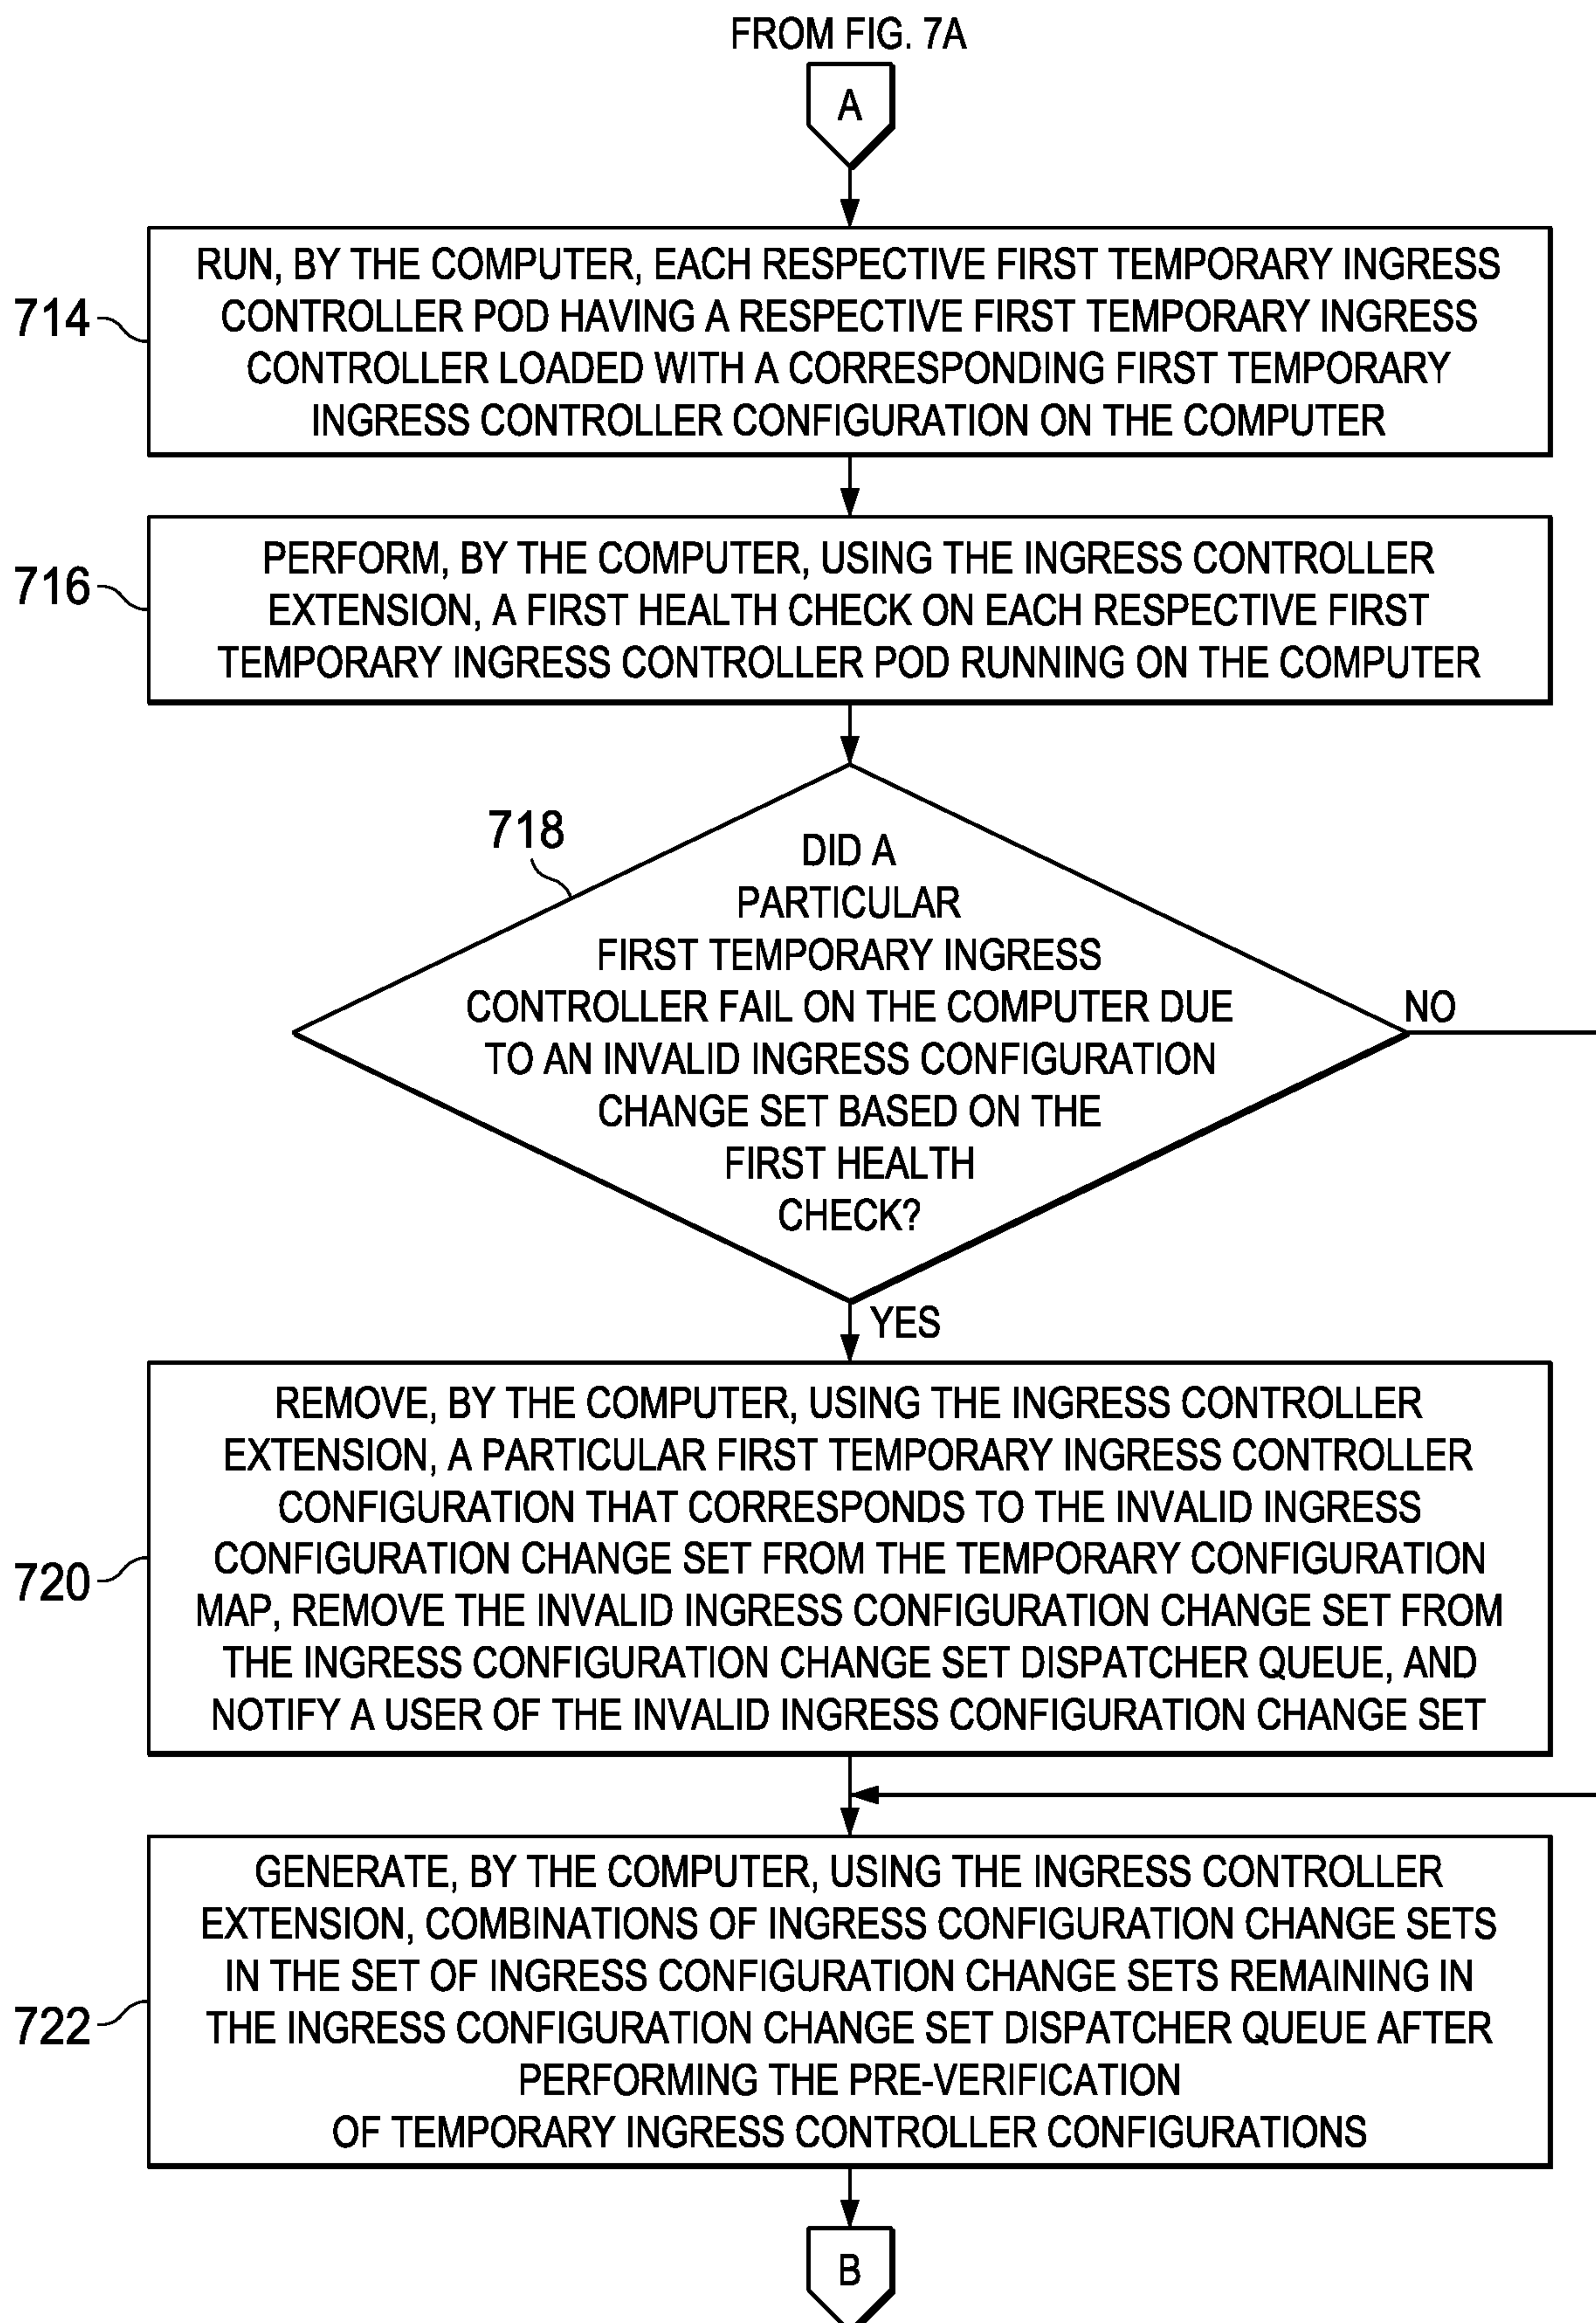 FROM FIG. 7A
A
714
RUN, BY THE COMPUTER, EACH RESPECTIVE FIRST TEMPORARY INGRESS
CONTROLLER POD HAVING A RESPECTIVE FIRST TEMPORARY INGRESS
CONTROLLER LOADED WITH A CORRESPONDING FIRST TEMPORARY
INGRESS CONTROLLER CONFIGURATION ON THE COMPUTER
716
PERFORM, BY THE COMPUTER, USING THE INGRESS CONTROLLER
EXTENSION, A FIRST HEALTH CHECK ON EACH RESPECTIVE FIRST
TEMPORARY INGRESS CONTROLLER POD RUNNING ON THE COMPUTER
718
DID A
PARTICULAR
FIRST TEMPORARY INGRESS
CONTROLLER FAIL ON THE COMPUTER DUE
TO AN INVALID INGRESS CONFIGURATION
CHANGE SET BASED ON THE
FIRST HEALTH
CHECK?
NO
YES
720
REMOVE, BY THE COMPUTER, USING THE INGRESS CONTROLLER
EXTENSION, A PARTICULAR FIRST TEMPORARY INGRESS CONTROLLER
CONFIGURATION THAT CORRESPONDS TO THE INVALID INGRESS
CONFIGURATION CHANGE SET FROM THE TEMPORARY CONFIGURATION
MAP, REMOVE THE INVALID INGRESS CONFIGURATION CHANGE SET FROM
THE INGRESS CONFIGURATION CHANGE SET DISPATCHER QUEUE, AND
NOTIFY A USER OF THE INVALID INGRESS CONFIGURATION CHANGE SET
722
GENERATE, BY THE COMPUTER, USING THE INGRESS CONTROLLER
EXTENSION, COMBINATIONS OF INGRESS CONFIGURATION CHANGE SETS
IN THE SET OF INGRESS CONFIGURATION CHANGE SETS REMAINING IN
THE INGRESS CONFIGURATION CHANGE SET DISPATCHER QUEUE AFTER
PERFORMING THE PRE-VERIFICATION
OF TEMPORARY INGRESS CONTROLLER CONFIGURATIONS
B